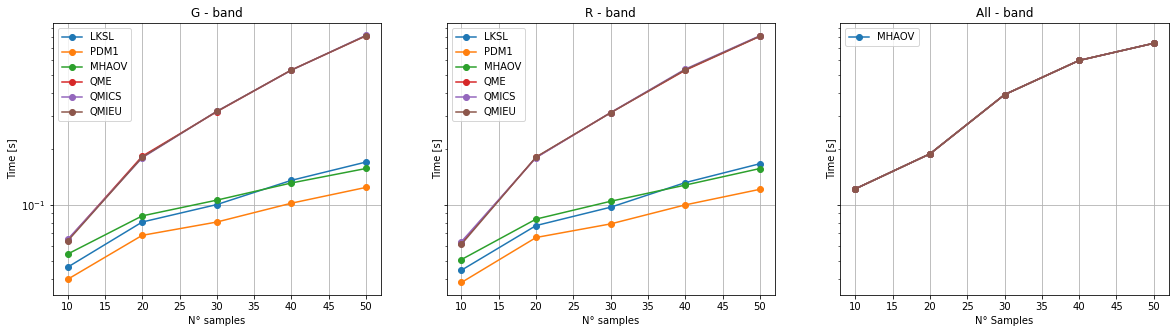 G - band
LKSL
PDM1
MHAOV
QME
QMICS
QMIEU
Time [s]
10⁻¹
10 15 20 25 30 35 40 45 50
N° samples
R - band
LKSL
PDM1
MHAOV
QME
QMICS
QMIEU
Time [s]
10 15 20 25 30 35 40 45 50
N° samples
All - band
MHAOV
Time [s]
10 15 20 25 30 35 40 45 50
N° Samples